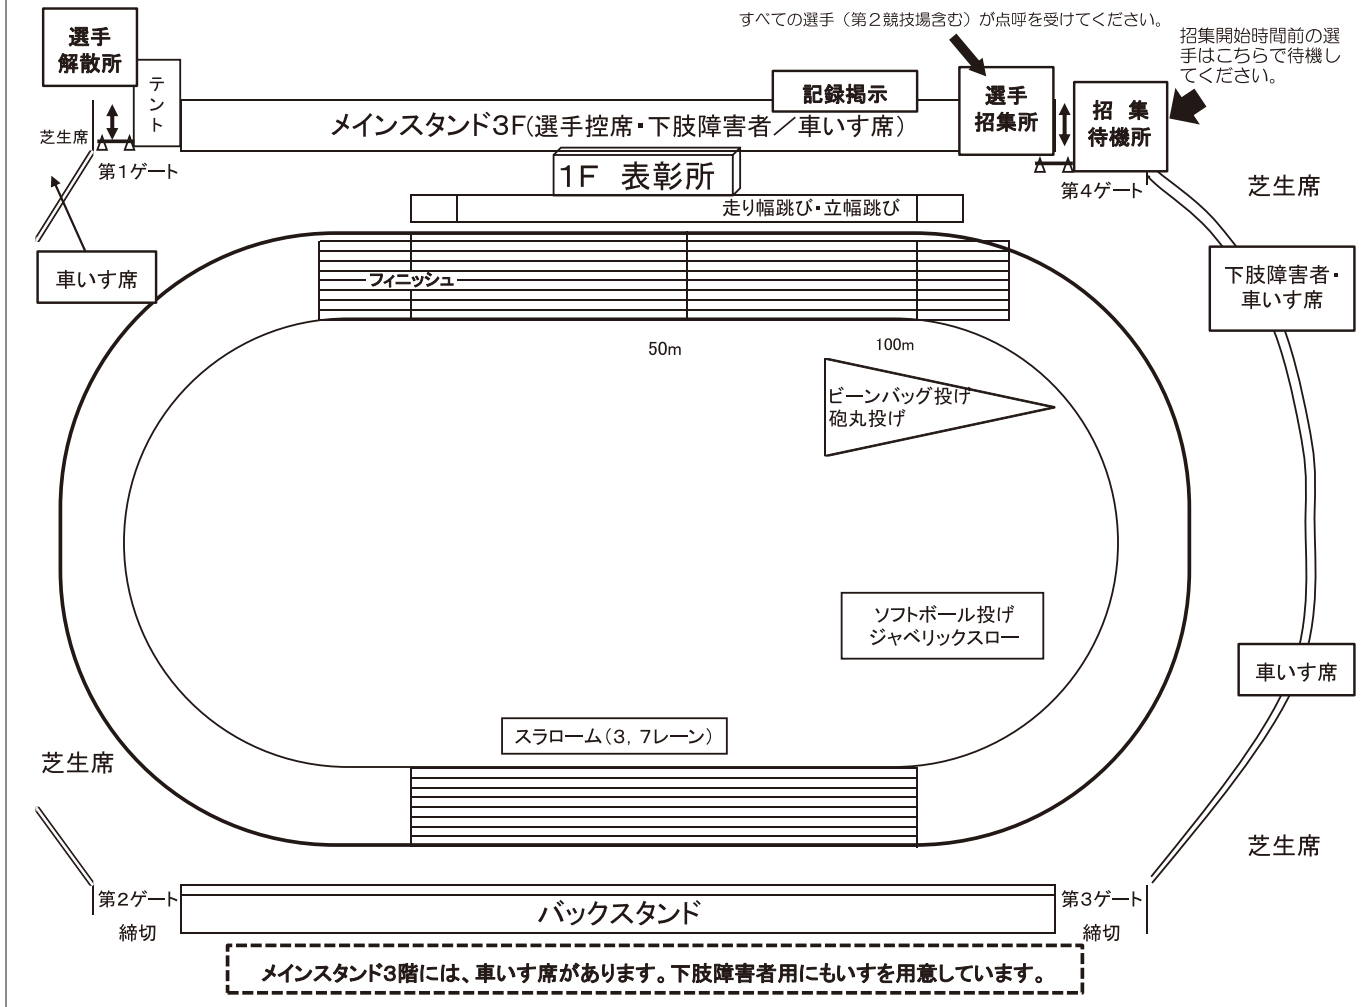 すべての選手（第２競技場含む）が点呼を受けてください。
招集開始時間前の選
手はこちらで待機し
てください。
選手
解散所
テント
芝生席
第1ゲート
車いす席
記録掲示
メインスタンド3F(選手控席・下肢障害者／車いす席)
選手
招集所
招 集
待機所
第4ゲート
芝生席
1F 表彰所
走り幅跳び・立幅跳び
下肢障害者・
車いす席
フィニッシュ
50m
100m
ビーンバッグ投げ
砲丸投げ
ソフトボール投げ
ジャベリックスロー
車いす席
スラローム(3, 7レーン)
芝生席
芝生席
第2ゲート
締切
バックスタンド
第3ゲート
締切
メインスタンド3階には、車いす席があります。下肢障害者用にもいすを用意しています。